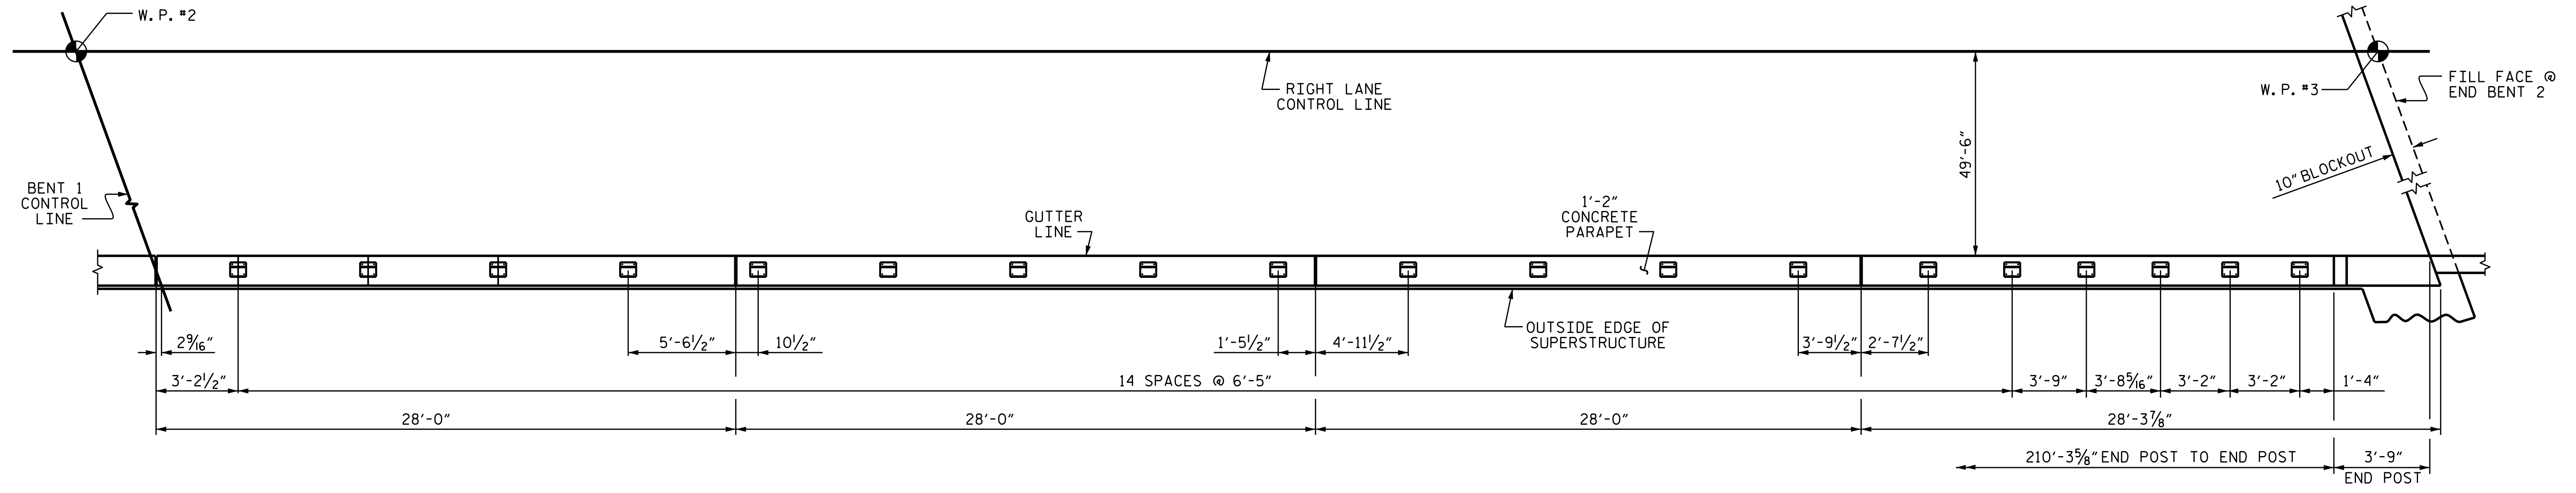 W.P. #2
RIGHT LANE
CONTROL LINE
W.P. #3
FILL FACE @
END BENT 2
49'-6"
10" BLOCKOUT
BENT 1
CONTROL
LINE
GUTTER
LINE
1'-2"
CONCRETE
PARAPET
OUTSIDE EDGE OF
SUPERSTRUCTURE
2 9/16"
5'-6 1/2"
10 1/2"
1'-5 1/2"
4'-11 1/2"
3'-9 1/2"
2'-7 1/2"
3'-2 1/2"
14 SPACES @ 6'-5"
3'-9"
3'-8 5/16"
3'-2"
3'-2"
1'-4"
28'-0"
28'-0"
28'-0"
28'-3 7/8"
210'-3 5/8" END POST TO END POST
3'-9"
END POST